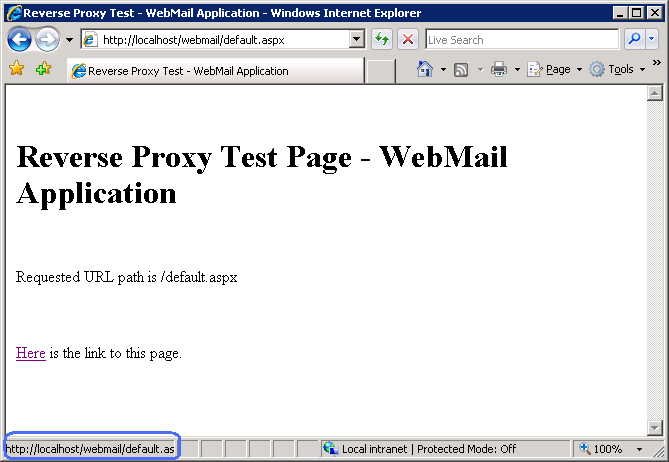 Reverse Proxy Test - WebMail Application - Windows Internet Explorer
http://localhost/webmail/default.aspx
Live Search
Reverse Proxy Test - WebMail Application
Page
Tools
»
Reverse Proxy Test Page - WebMail
Application
Requested URL path is /default.aspx
Here is the link to this page.
http://localhost/webmail/default.as
Local intranet | Protected Mode: Off
100%